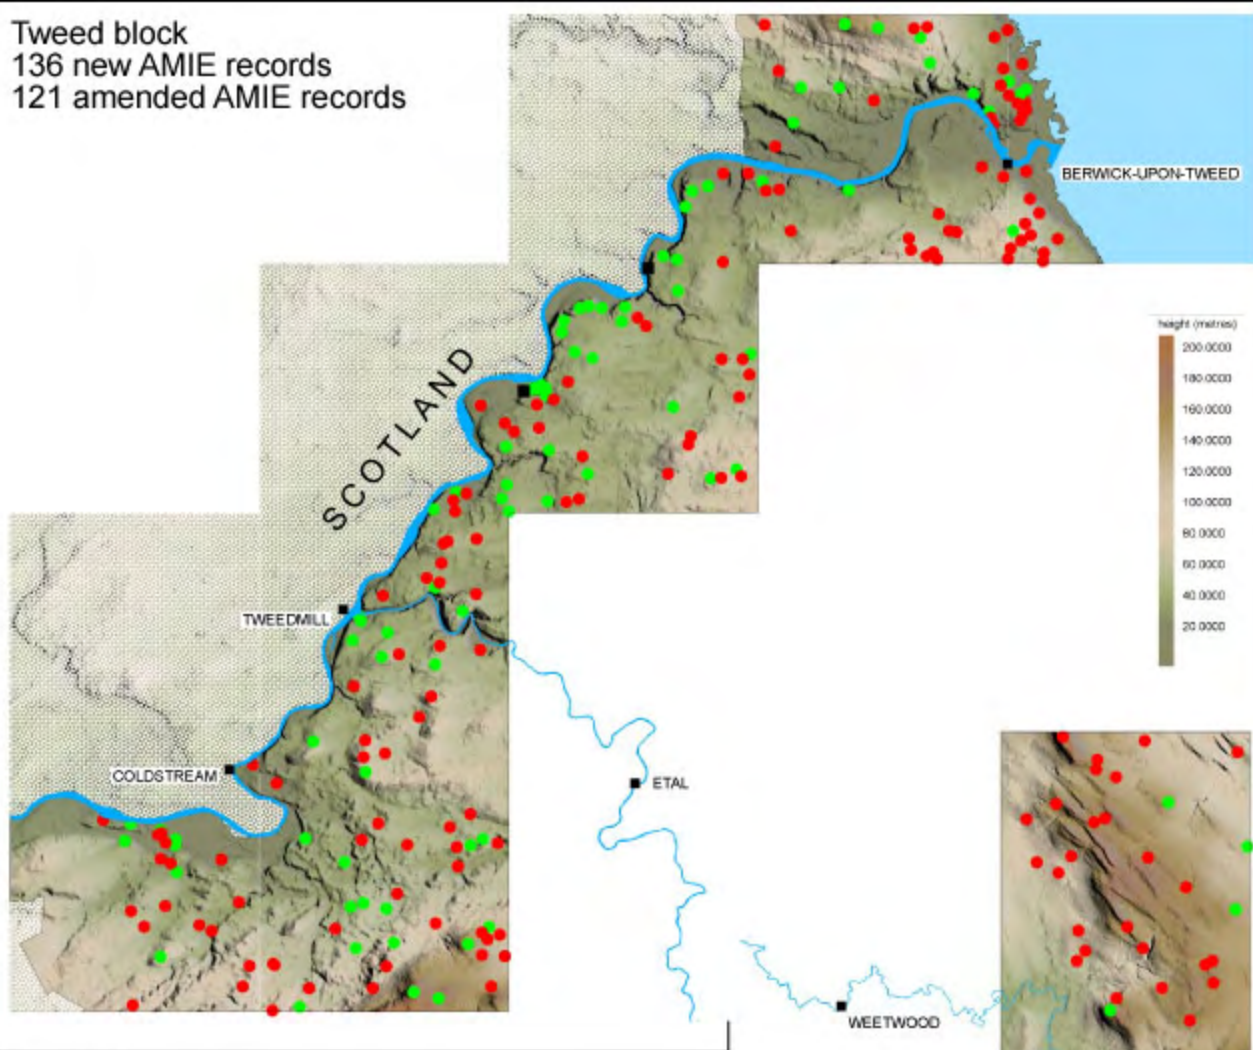 Tweed block
136 new AMIE records
121 amended AMIE records
BERWICK-UPON-TWEED
height (metres)
200.0000
180.0000
160.0000
140.0000
120.0000
100.0000
80.0000
60.0000
40.0000
20.0000
SCOTLAND
TWEEDMILL
COLDSTREAM
ETAL
WEETWOOD